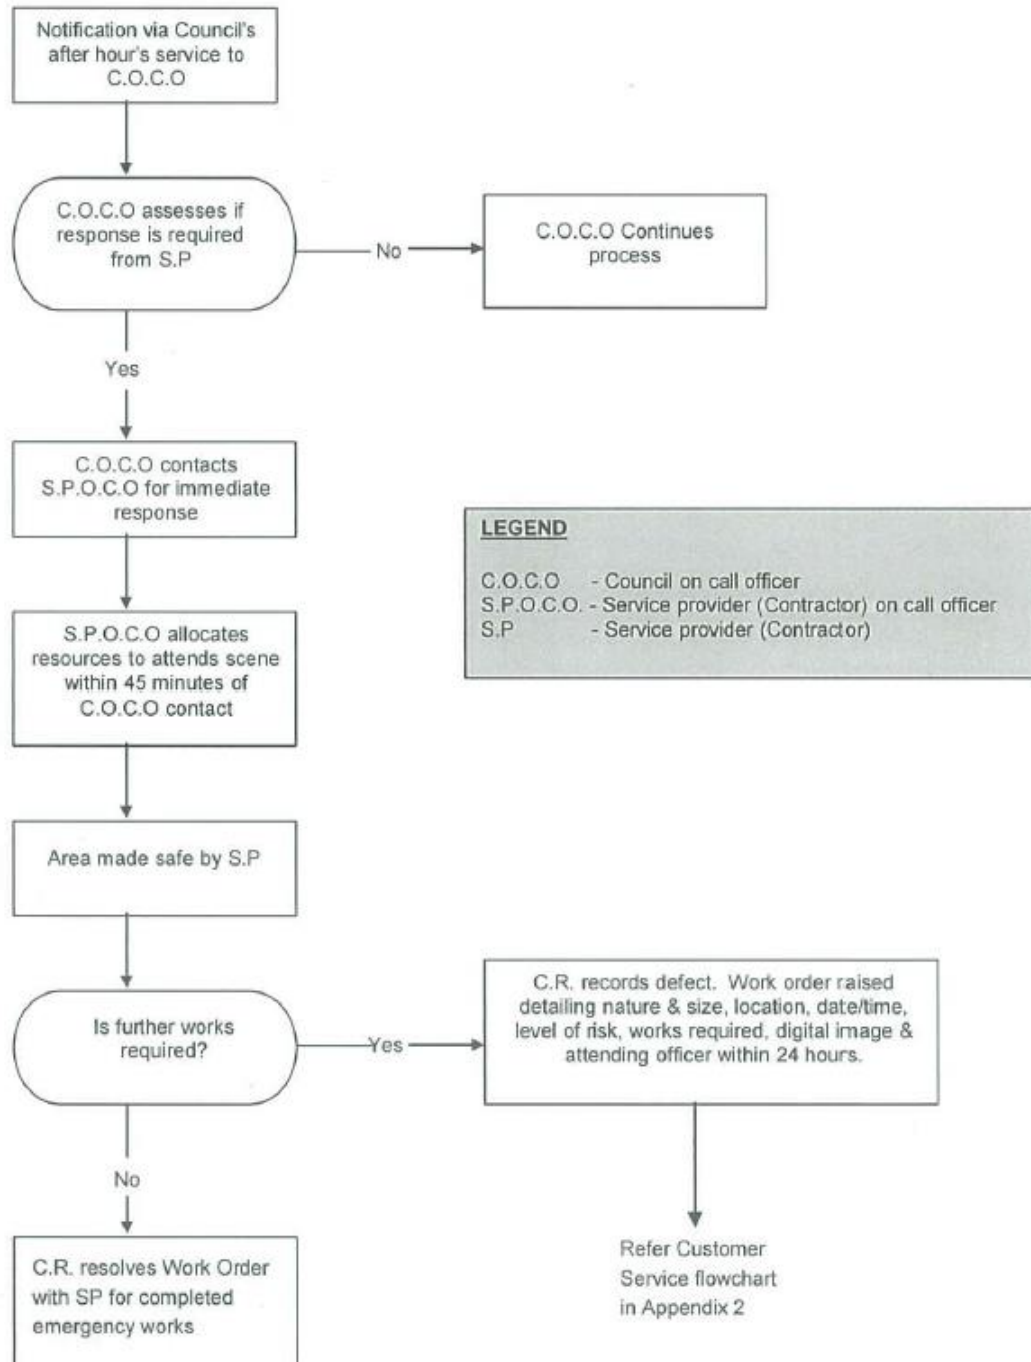 Notification via Council's
after hour's service to
C.O.C.O
C.O.C.O assesses if
response is required
from S.P
No
C.O.C.O Continues
process
Yes
C.O.C.O contacts
S.P.O.C.O for immediate
response
LEGEND
C.O.C.O - Council on call officer
S.P.O.C.O. - Service provider (Contractor) on call officer
S.P - Service provider (Contractor)
S.P.O.C.O allocates
resources to attends scene
within 45 minutes of
C.O.C.O contact
Area made safe by S.P
Is further works
required?
Yes
C.R. records defect. Work order raised
detailing nature & size, location, date/time,
level of risk, works required, digital image &
attending officer within 24 hours.
No
C.R. resolves Work Order
with SP for completed
emergency works
Refer Customer
Service flowchart
in Appendix 2